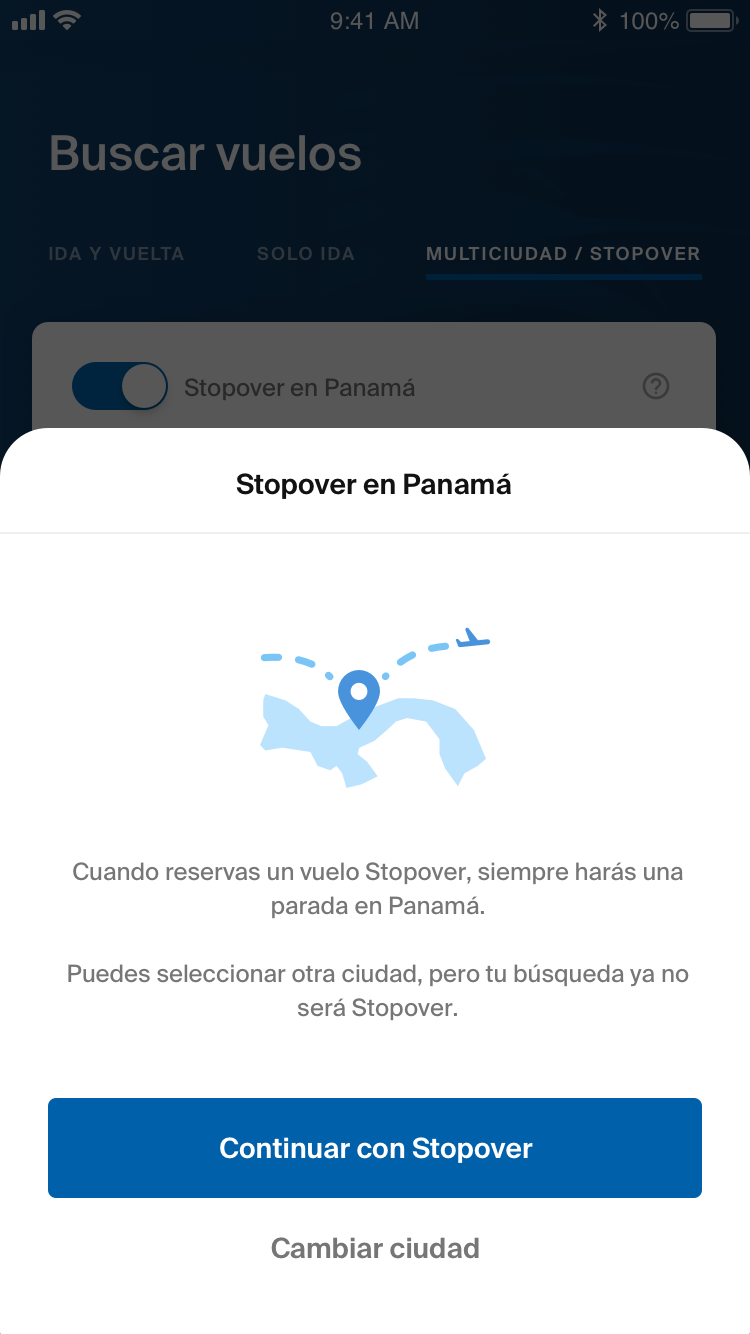 9:41 AM 100%
Buscar vuelos
IDA Y VUELTA SOLO IDA MULTICIUDAD / STOPOVER
Stopover en Panamá ?
Stopover en Panamá
Cuando reservas un vuelo Stopover, siempre harás una
parada en Panamá.
Puedes seleccionar otra ciudad, pero tu búsqueda ya no
será Stopover.
Continuar con Stopover
Cambiar ciudad